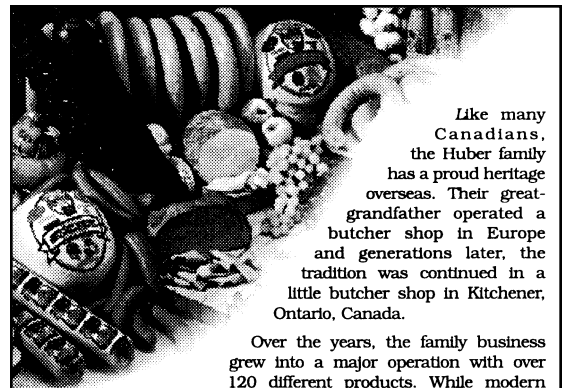 Like many
Canadians,
the Huber family
has a proud heritage
overseas. Their great-
grandfather operated a
butcher shop in Europe
and generations later, the
tradition was continued in a
little butcher shop in Kitchener,
Ontario, Canada.
Over the years, the family business
grew into a major operation with over
120 different products. While modern